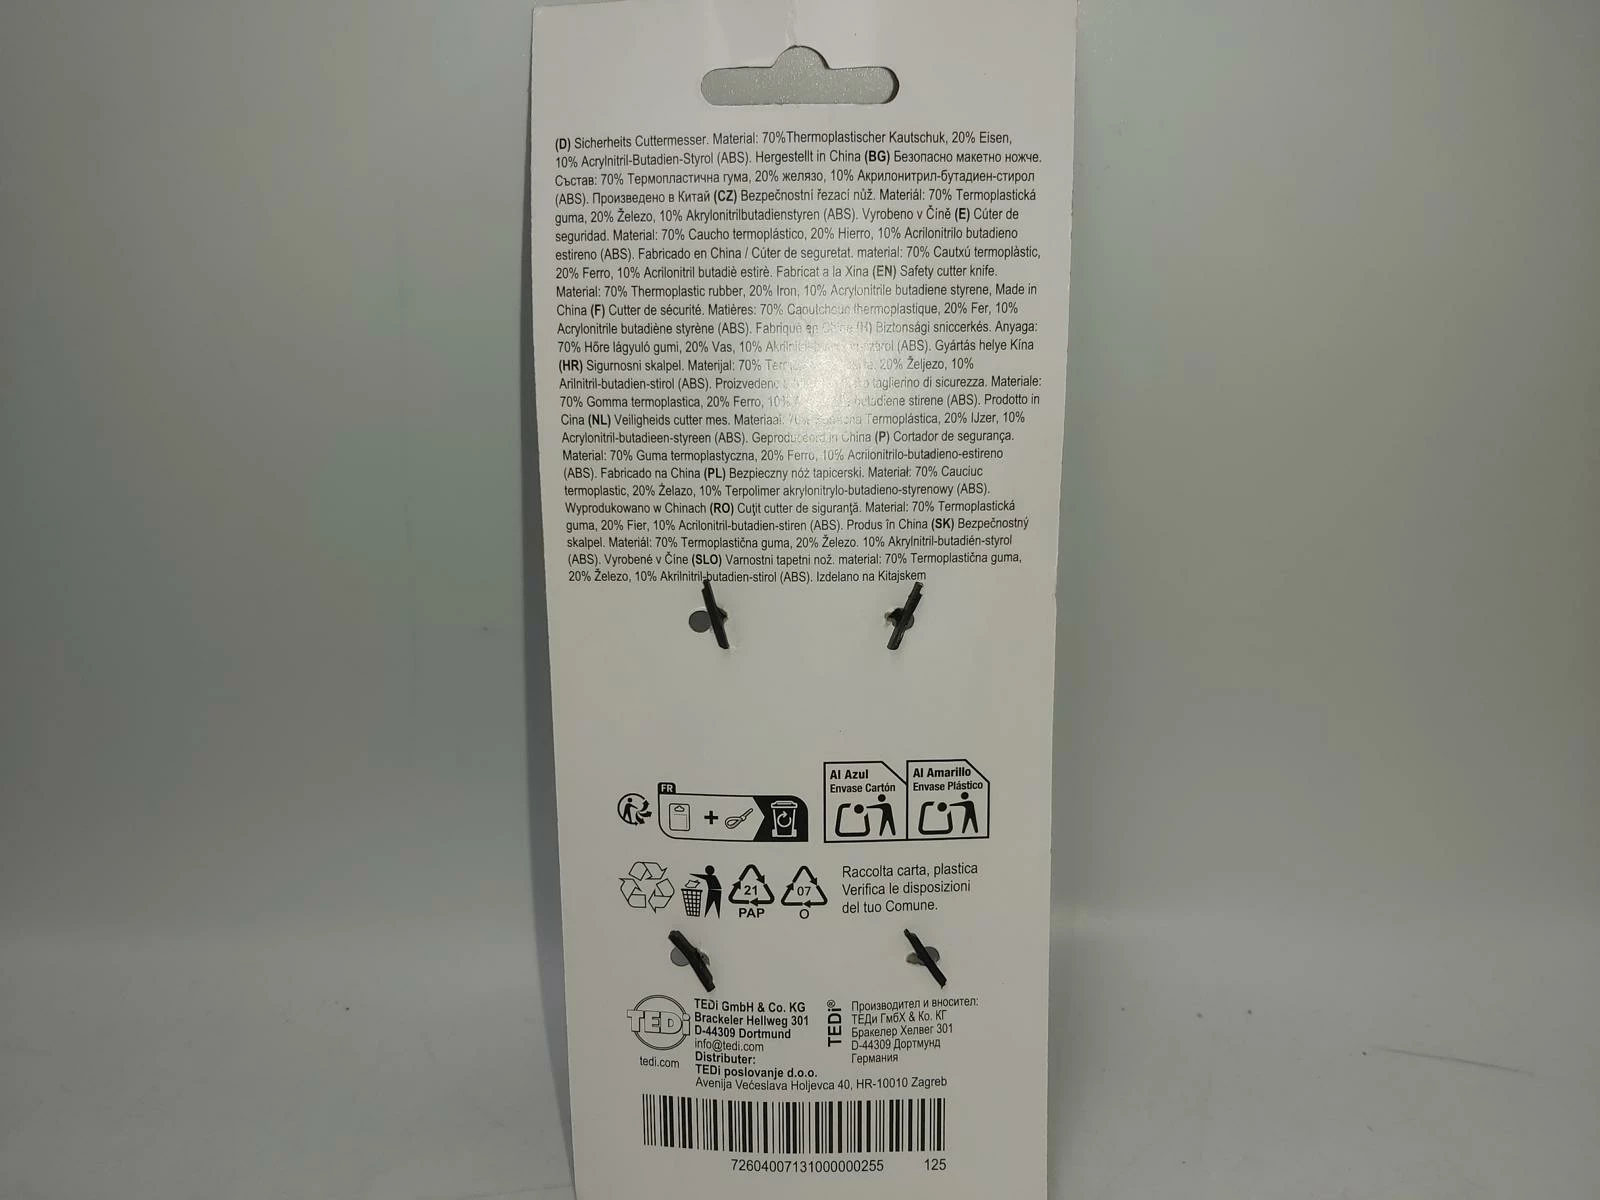 (D) Sicherheits Cuttermesser. Material: 70%Thermoplastischer Kautschuk, 20% Eisen,
10% Acrylnitril-Butadien-Styrol (ABS). Hergestellt in China (BG) Безопасно макетно ножче.
Състав: 70% Термопластична гума, 20% желязо, 10% Акрилонитрил-бутадиен-стирол
(ABS). Произведено в Китай (CZ) Bezpečnostní řezací nůž. Materiál: 70% Termoplastická
guma, 20% Železo, 10% Akrylonitrilbutadienstyren (ABS). Vyrobeno v Číně (E) Cúter de
seguridad. Material: 70% Caucho termoplástico, 20% Hierro, 10% Acrilonitrilo butadieno
estireno (ABS). Fabricado en China / Cúter de seguretat. material: 70% Cautxú termoplàstic,
20% Ferro, 10% Acrilonitril butadiè estirè. Fabricat a la Xina (EN) Safety cutter knife.
Material: 70% Thermoplastic rubber, 20% Iron, 10% Acrylonitrile butadiene styrene, Made in
China (F) Cutter de sécurité. Matières: 70% Caoutchouc thermoplastique, 20% Fer, 10%
Acrylonitrile butadiène styrène (ABS). Fabriqué en Chine (H) Biztonsági sniccerkés. Anyaga:
70% Hőre lágyuló gumi, 20% Vas, 10% (ABS). Gyártás helye Kína
(HR) Sigurnosni skalpel. Materijal: 70% 20% Željezo, 10%
Arilnitril-butadien-stirol (ABS). Proizvedeno taglierino di sicurezza. Materiale:
70% Gomma termoplastica, 20% Ferro, 10% butadiene stirene (ABS). Prodotto in
Cina (NL) Veiligheids cutter mes. Materiaal: 70% Termoplástica, 20% IJzer, 10%
Acrylonitril-butadieen-styreen (ABS). Geproduceerd in China (P) Cortador de segurança.
Material: 70% Guma termoplastyczna, 20% Ferro, 10% Acrilonitrilo-butadieno-estireno
(ABS). Fabricado na China (PL) Bezpieczny nóż tapicerski. Materiał: 70% Cauciuc
termoplastic, 20% Żelazo, 10% Terpolimer akrylonitrylo-butadieno-styrenowy (ABS).
Wyprodukowano w Chinach (RO) Cuţit cutter de siguranţă. Material: 70% Termoplastická
guma, 20% Fier, 10% Acrilonitril-butadien-stiren (ABS). Produs în China (SK) Bezpečnostný
skalpel. Materiál: 70% Termoplastična guma, 20% Železo. 10% Akrylnitril-butadién-styrol
(ABS). Vyrobené v Číne (SLO) Varnostni tapetni nož. material: 70% Termoplastična guma,
20% Železo, 10% Akrilnitril-butadien-stirol (ABS). Izdelano na Kitajskem
FR
+
Al Azul
Envase Cartón
Al Amarillo
Envase Plástico
21
PAP
07
O
Raccolta carta, plastica
Verifica le disposizioni
del tuo Comune.
TEDi
tedi.com
TEDi GmbH & Co. KG
Brackeler Hellweg 301
D-44309 Dortmund
info@tedi.com
Distributer:
TEDi poslovanje d.o.o.
Avenija Većeslava Holjevca 40, HR-10010 Zagreb
TEDi®
Производител и вносител:
ТЕДи ГмбХ & Ко. КГ
Бракелер Хелвег 301
D-44309 Дортмунд
Германия
72604007131000000255 125